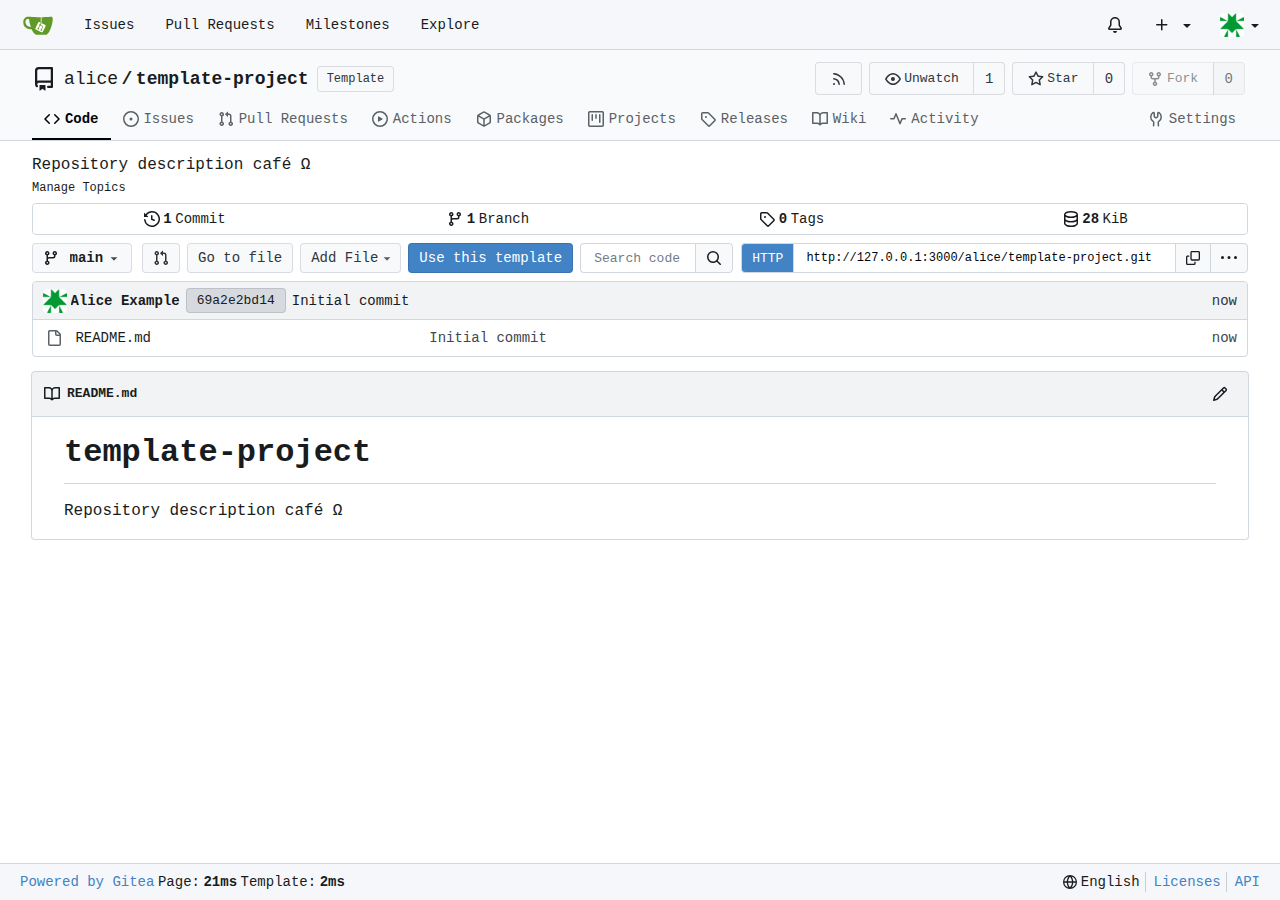 Issues Pull Requests Milestones Explore
alice / template-project Template Unwatch 1 Star 0 Fork 0
Code Issues Pull Requests Actions Packages Projects Releases Wiki Activity Settings
Repository description café Ω
Manage Topics
1 Commit 1 Branch 0 Tags 28 KiB
main Go to file Add File Use this template Search code HTTP http://127.0.0.1:3000/alice/template-project.git
Alice Example 69a2e2bd14 Initial commit now
README.md Initial commit now
README.md
template-project
Repository description café Ω
Powered by Gitea Page: 21ms Template: 2ms English Licenses API